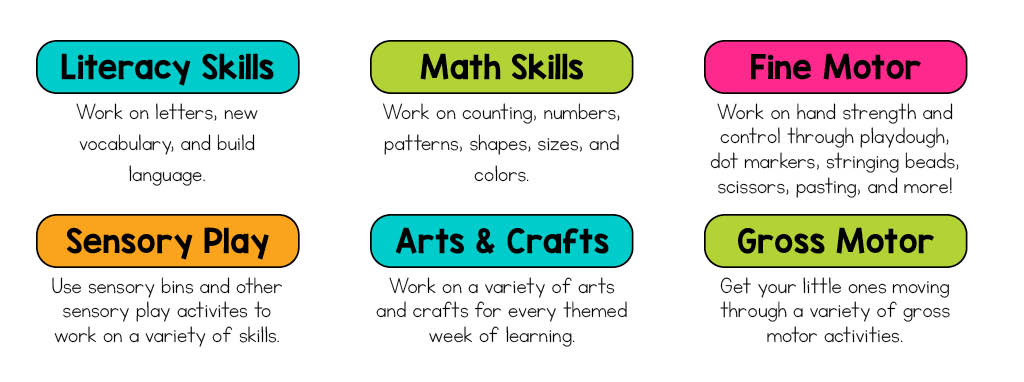 Literacy Skills
Work on letters, new
vocabulary, and build
language.
Math Skills
Work on counting, numbers,
patterns, shapes, sizes, and
colors.
Fine Motor
Work on hand strength and
control through playdough,
dot markers, stringing beads,
scissors, pasting, and more!
Sensory Play
Use sensory bins and other
sensory play activites to
work on a variety of skills.
Arts & Crafts
Work on a variety of arts
and crafts for every themed
week of learning.
Gross Motor
Get your little ones moving
through a variety of gross
motor activities.